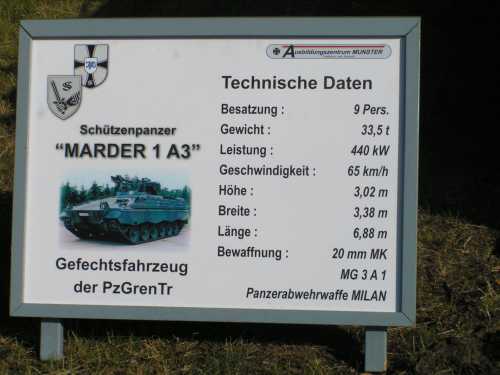 Ausbildungszentrum MUNSTER
Technische Daten
S
Schützenpanzer
“MARDER 1 A3”
Gefechtsfahrzeug
der PzGrenTr
Besatzung : 9 Pers.
Gewicht : 33,5 t
Leistung : 440 kW
Geschwindigkeit : 65 km/h
Höhe : 3,02 m
Breite : 3,38 m
Länge : 6,88 m
Bewaffnung : 20 mm MK
MG 3 A 1
Panzerabwehrwaffe MILAN